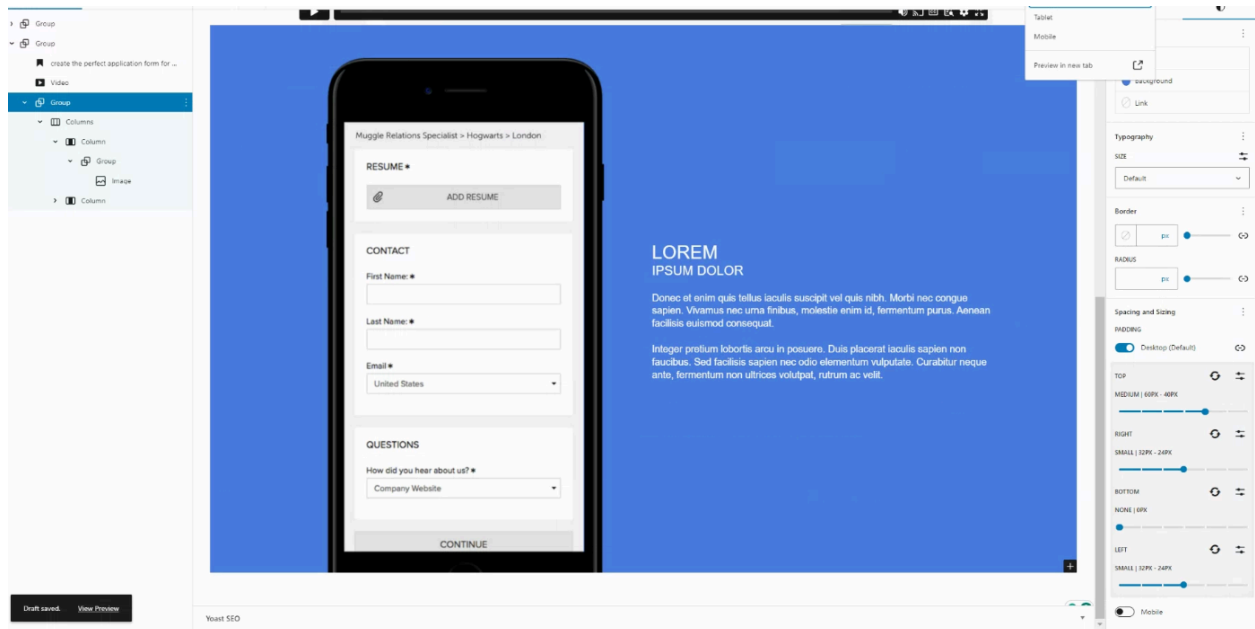 Group
Group
create the perfect application form for ...
Video
Group
Columns
Column
Group
Image
Column
Draft saved. View Preview
Muggle Relations Specialist > Hogwarts > London
RESUME *
ADD RESUME
CONTACT
First Name: *
Last Name: *
Email *
United States
QUESTIONS
How did you hear about us? *
Company Website
CONTINUE
LOREM
IPSUM DOLOR
Donec et enim quis tellus iaculis suscipit vel quis nibh. Morbi nec congue
sapien. Vivamus nec urna finibus, molestie enim id, fermentum purus. Aenean
facilisis euismod consequat.
Integer pretium lobortis arcu in posuere. Duis placerat iaculis sapien non
faucibus. Sed facilisis sapien nec odio elementum vulputate. Curabitur neque
ante, fermentum non ultrices volutpat, rutrum ac velit.
Yoast SEO
Tablet
Mobile
Preview in new tab
Background
Link
Typography
SIZE
Default
Border
px
RADIUS
px
Spacing and Sizing
PADDING
Desktop (Default)
TOP
MEDIUM | 60PX - 40PX
RIGHT
SMALL | 32PX - 24PX
BOTTOM
NONE | 0PX
LEFT
SMALL | 32PX - 24PX
Mobile